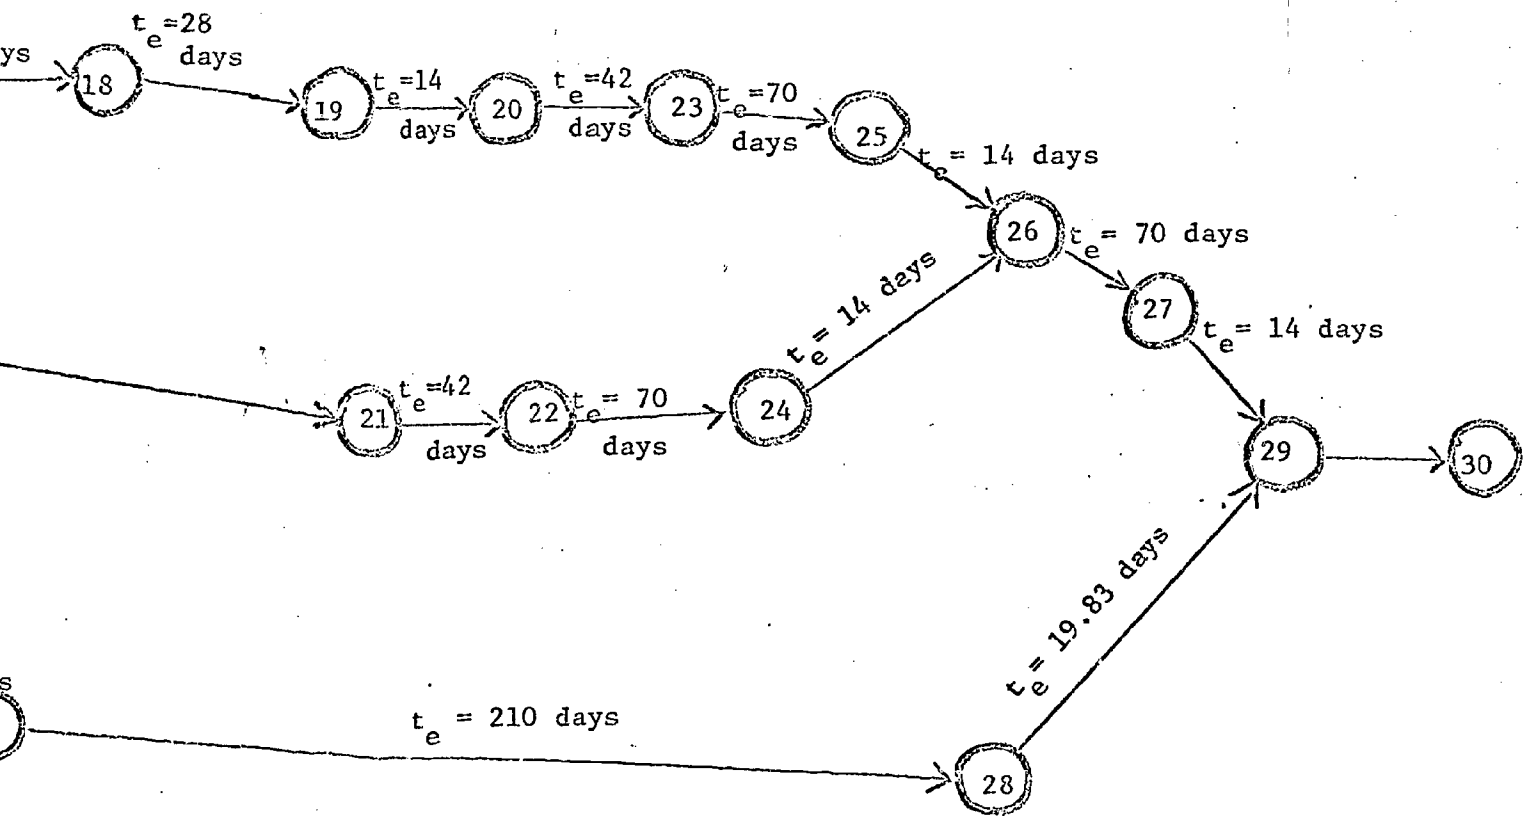 t_e=28
days
ys
18
19
t_e=14
days
20
t_e=42
days
23
t_e=70
days
25
t_e= 14 days
26
t_e= 70 days
27
t_e= 14 days
21
t_e=42
days
22
t_e= 70
days
24
t_e= 14 days
29
30
t_e= 19.83 days
s
t_e = 210 days
28